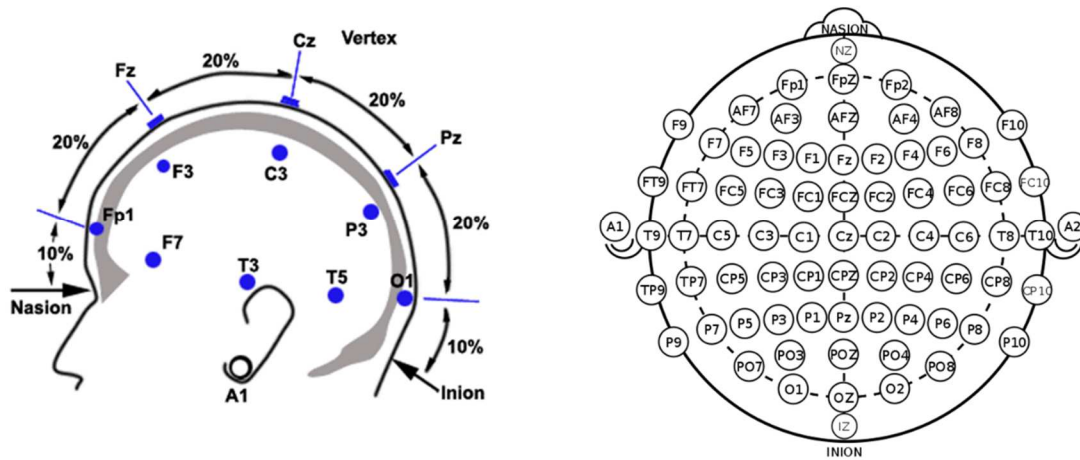 Cz Vertex
20%
Fz
20%
20%
Pz
F3
C3
P3
20%
Fp1
10%
F7
T3
T5
O1
Nasion
10%
A1
Inion
NASION
NZ
Fp1 FpZ Fp2
AF7 AF3 AFZ AF4 AF8
F9 F7 F5 F3 F1 Fz F2 F4 F6 F8 F10
FT9 FT7 FC5 FC3 FC1 FCZ FC2 FC4 FC6 FC8 FC10
A1 T9 T7 C5 C3 C1 Cz C2 C4 C6 T8 T10 A2
TP9 TP7 CP5 CP3 CP1 CPZ CP2 CP4 CP6 CP8 CP10
P9 P7 P5 P3 P1 Pz P2 P4 P6 P8 P10
PO7 PO3 POZ PO4 PO8
O1 OZ O2
IZ
INION